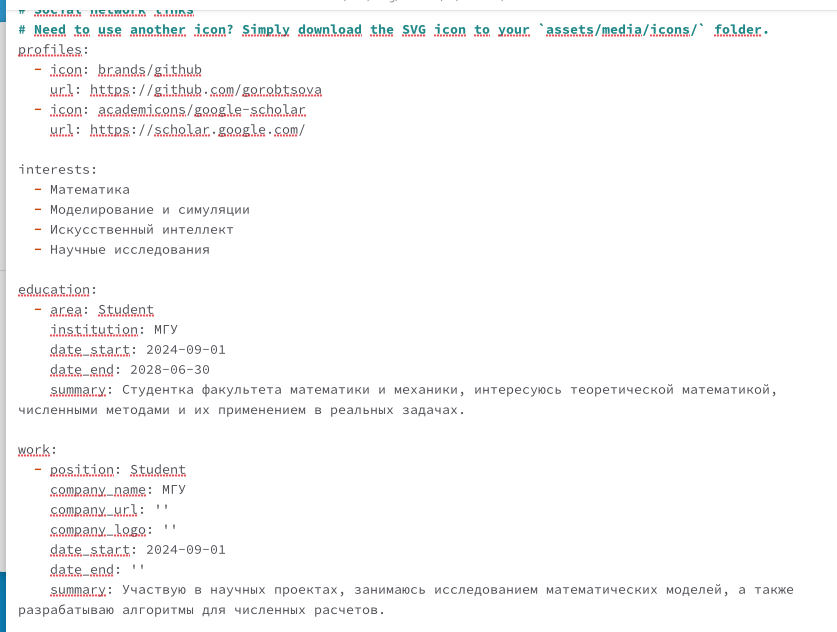 # Social network links
# Need to use another icon? Simply download the SVG icon to your `assets/media/icons/` folder.
profiles:
  - icon: brands/github
    url: https://github.com/gorobtsova
  - icon: academicons/google-scholar
    url: https://scholar.google.com/

interests:
  - Математика
  - Моделирование и симуляции
  - Искусственный интеллект
  - Научные исследования

education:
  - area: Student
    institution: МГУ
    date_start: 2024-09-01
    date_end: 2028-06-30
    summary: Студентка факультета математики и механики, интересуюсь теоретической математикой,
численными методами и их применением в реальных задачах.

work:
  - position: Student
    company_name: МГУ
    company_url: ''
    company_logo: ''
    date_start: 2024-09-01
    date_end: ''
    summary: Участвую в научных проектах, занимаюсь исследованием математических моделей, а также
разрабатываю алгоритмы для численных расчетов.